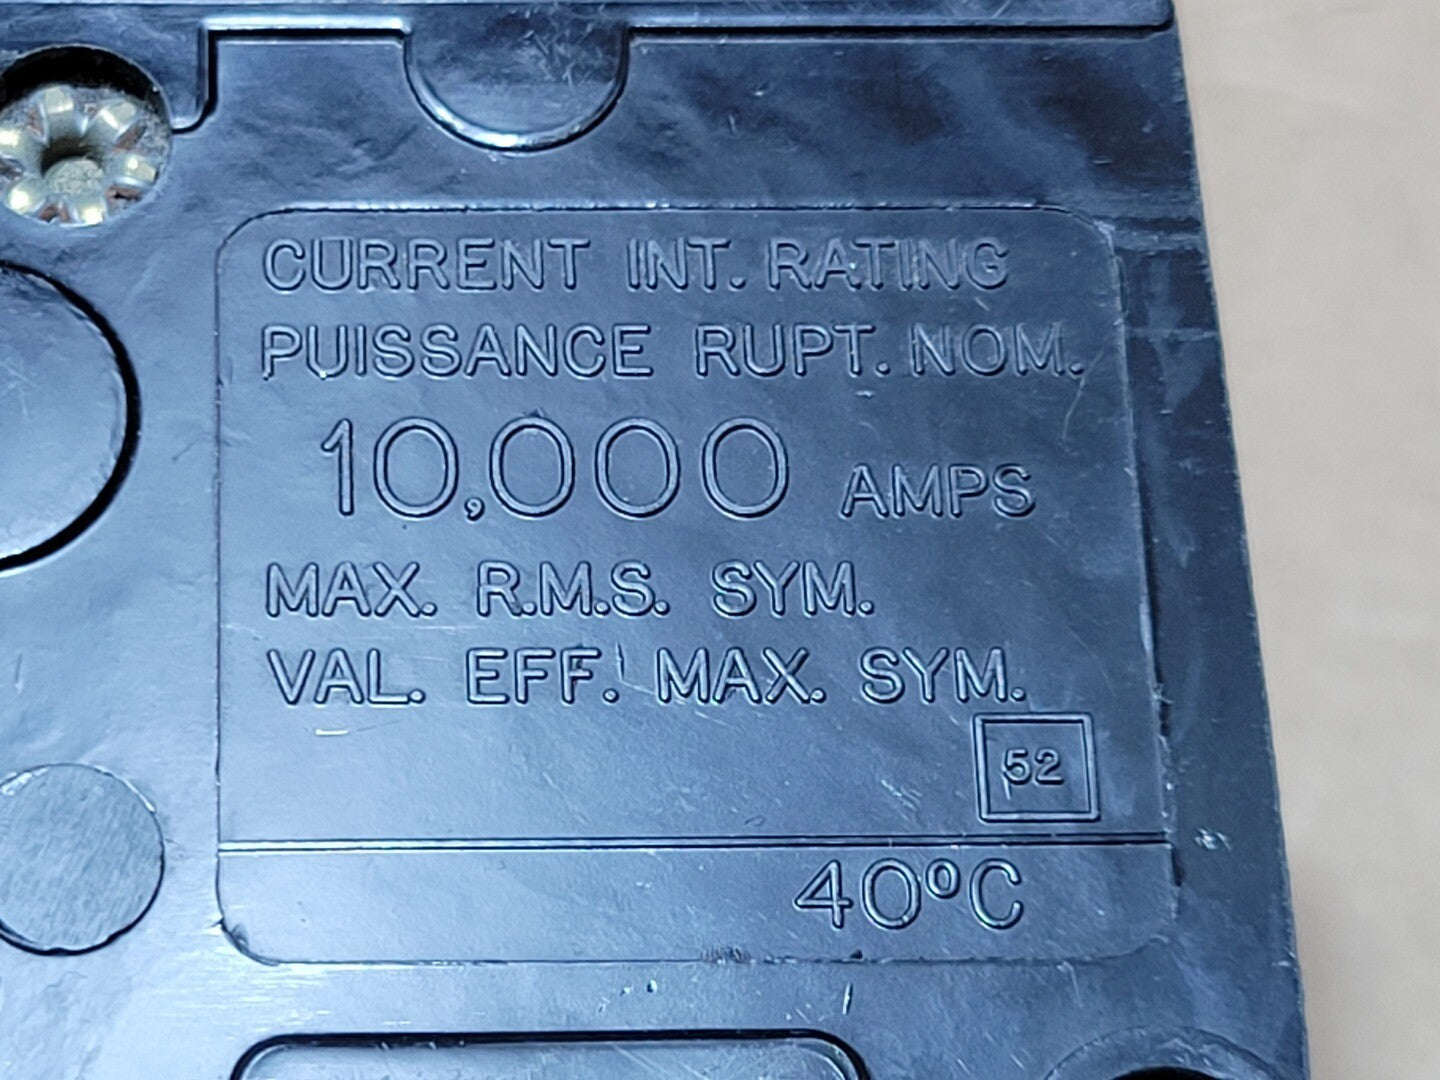 CURRENT INT. RATING
PUISSANCE RUPT. NOM.
10,000 AMPS
MAX. R.M.S. SYM.
VAL. EFF. MAX. SYM.
52
40°C